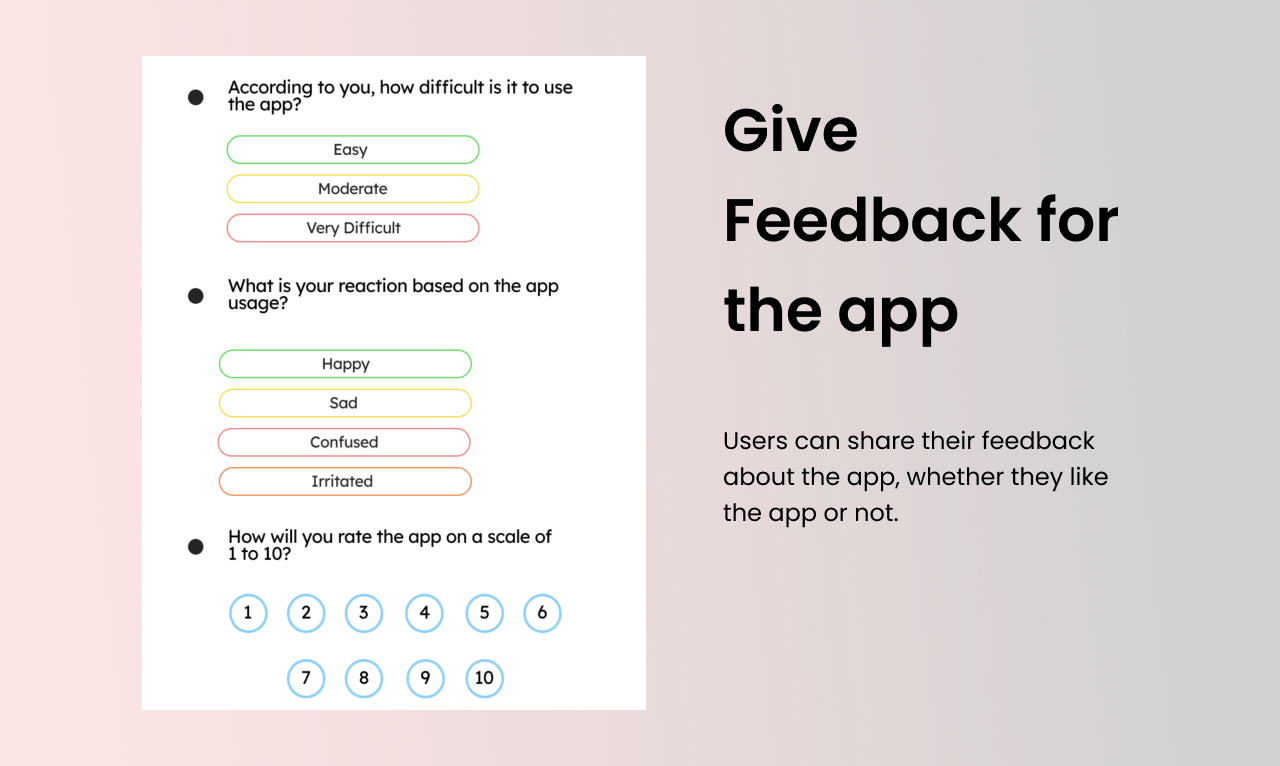 According to you, how difficult is it to use
the app?
Easy
Moderate
Very Difficult
What is your reaction based on the app
usage?
Happy
Sad
Confused
Irritated
How will you rate the app on a scale of
1 to 10?
1 2 3 4 5 6
7 8 9 10
Give
Feedback for
the app
Users can share their feedback
about the app, whether they like
the app or not.